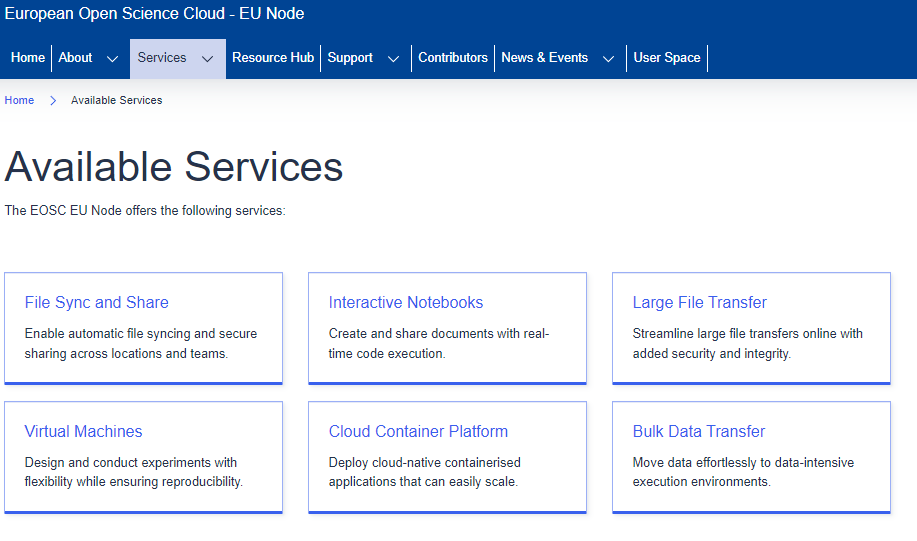 European Open Science Cloud - EU Node
Home About Services Resource Hub Support Contributors News & Events User Space
Home Available Services
Available Services
The EOSC EU Node offers the following services:
File Sync and Share
Enable automatic file syncing and secure
sharing across locations and teams.
Interactive Notebooks
Create and share documents with real-
time code execution.
Large File Transfer
Streamline large file transfers online with
added security and integrity.
Virtual Machines
Design and conduct experiments with
flexibility while ensuring reproducibility.
Cloud Container Platform
Deploy cloud-native containerised
applications that can easily scale.
Bulk Data Transfer
Move data effortlessly to data-intensive
execution environments.